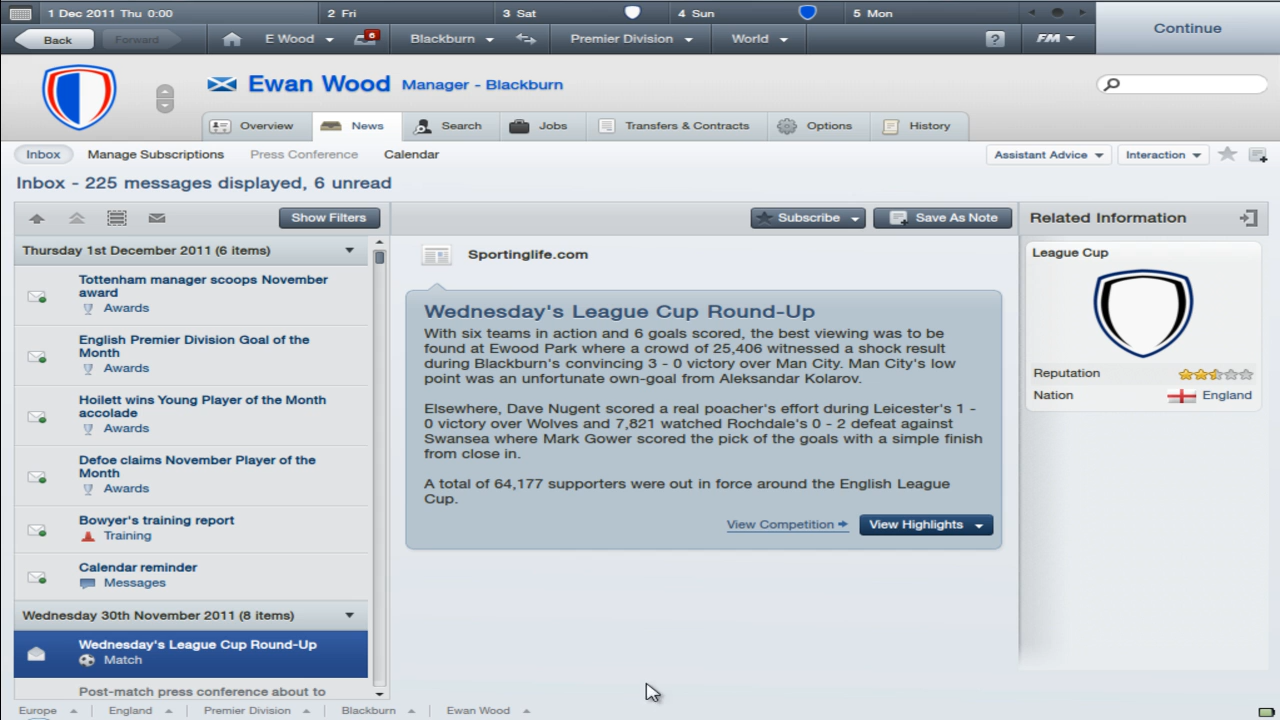 1 Dec 2011 Thu 0:00
2 Fri
3 Sat
4 Sun
5 Mon
Continue
Back
Forward
E Wood
6
Blackburn
Premier Division
World
?
FM
Ewan Wood Manager - Blackburn
Overview
News
Search
Jobs
Transfers & Contracts
Options
History
Inbox
Manage Subscriptions
Press Conference
Calendar
Assistant Advice
Interaction
Inbox - 225 messages displayed, 6 unread
Show Filters
Subscribe
Save As Note
Related Information
Thursday 1st December 2011 (6 items)
Tottenham manager scoops November
award
Awards
English Premier Division Goal of the
Month
Awards
Hoilett wins Young Player of the Month
accolade
Awards
Defoe claims November Player of the
Month
Awards
Bowyer's training report
Training
Calendar reminder
Messages
Wednesday 30th November 2011 (8 items)
Wednesday's League Cup Round-Up
Match
Post-match press conference about to
Sportinglife.com
Wednesday's League Cup Round-Up
With six teams in action and 6 goals scored, the best viewing was to be
found at Ewood Park where a crowd of 25,406 witnessed a shock result
during Blackburn's convincing 3 - 0 victory over Man City. Man City's low
point was an unfortunate own-goal from Aleksandar Kolarov.
Elsewhere, Dave Nugent scored a real poacher's effort during Leicester's 1 -
0 victory over Wolves and 7,821 watched Rochdale's 0 - 2 defeat against
Swansea where Mark Gower scored the pick of the goals with a simple finish
from close in.
A total of 64,177 supporters were out in force around the English League
Cup.
View Competition
View Highlights
League Cup
Reputation
Nation
England
Europe
England
Premier Division
Blackburn
Ewan Wood